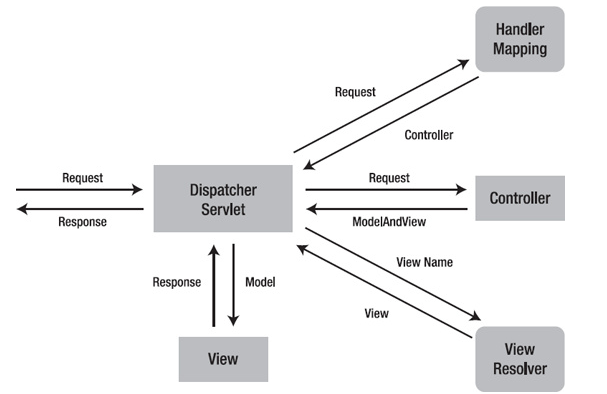 Handler
Mapping
Request
Controller
Request
Response
Dispatcher
Servlet
Request
ModelAndView
Controller
View Name
View
Response
Model
View
View
Resolver